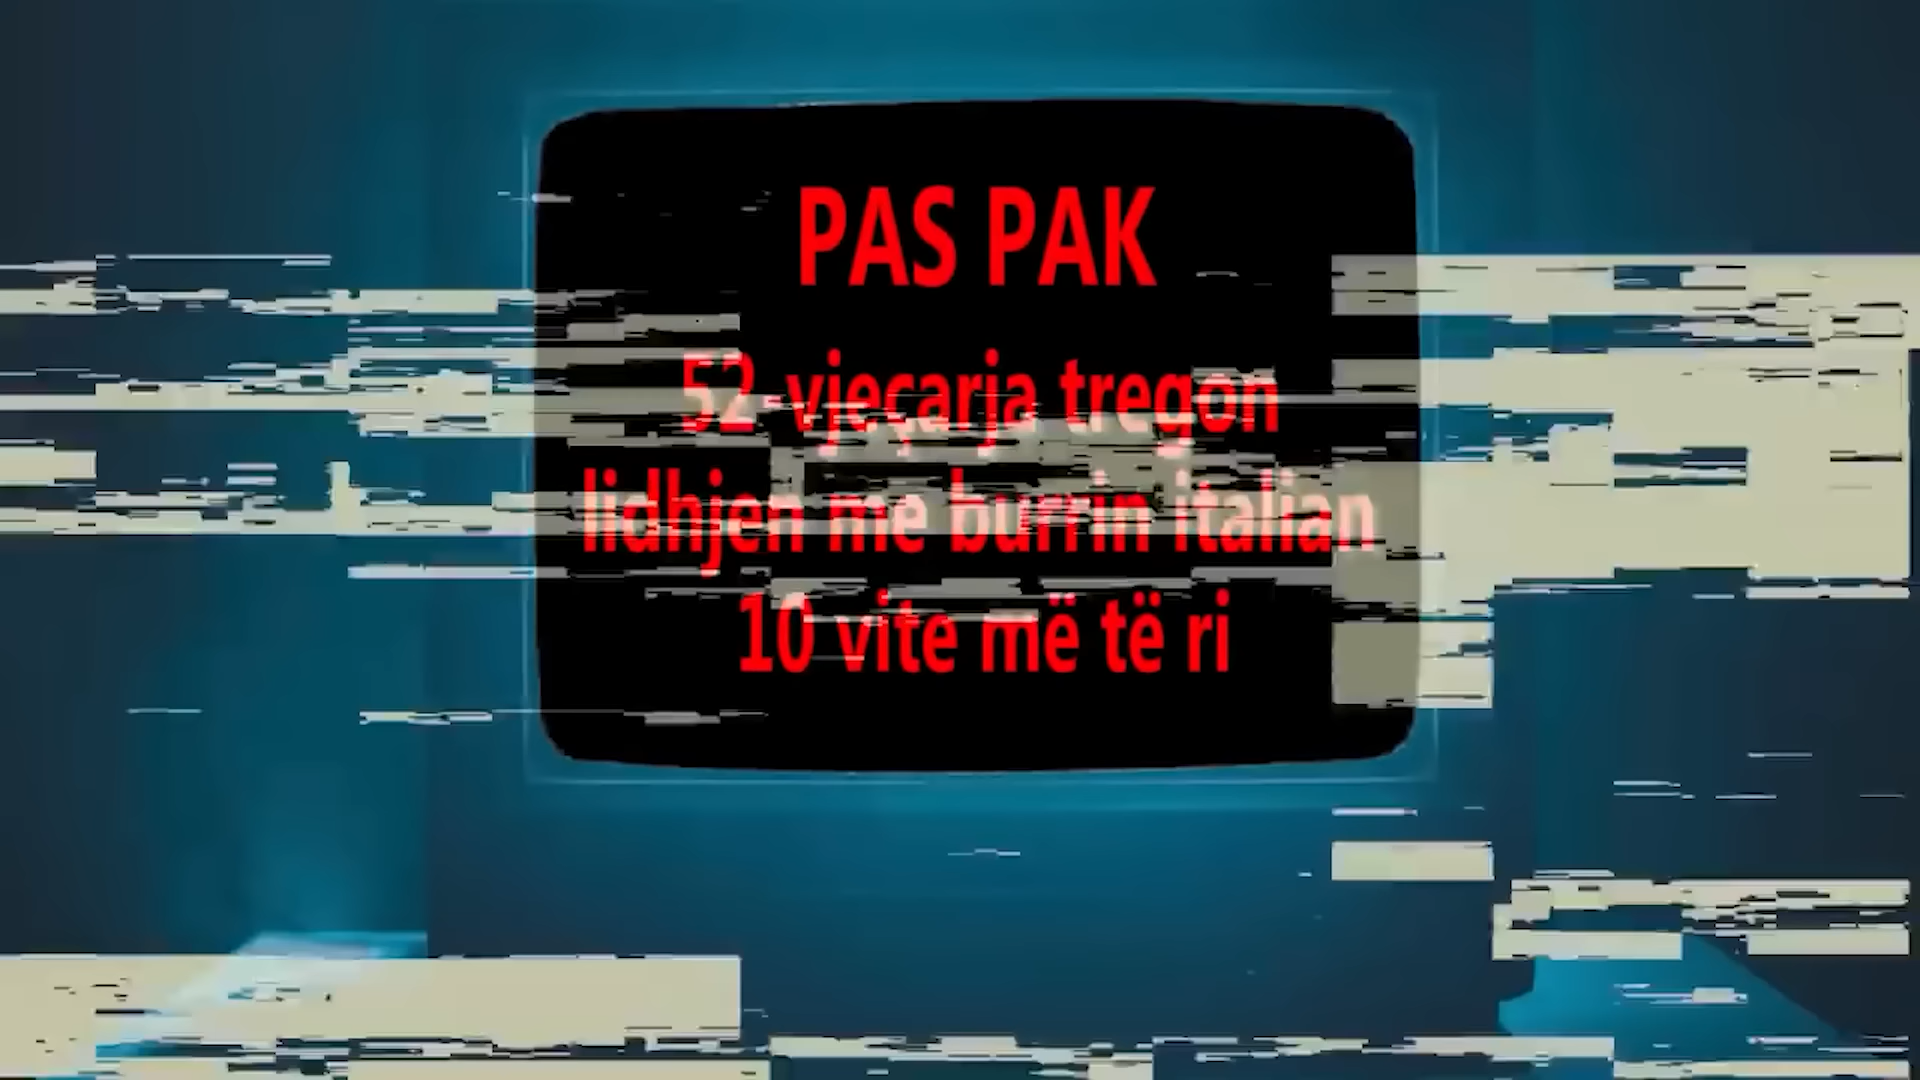 PAS PAK
52-vjeçarja tregon
lidhjen me burrin italian
10 vite më të ri